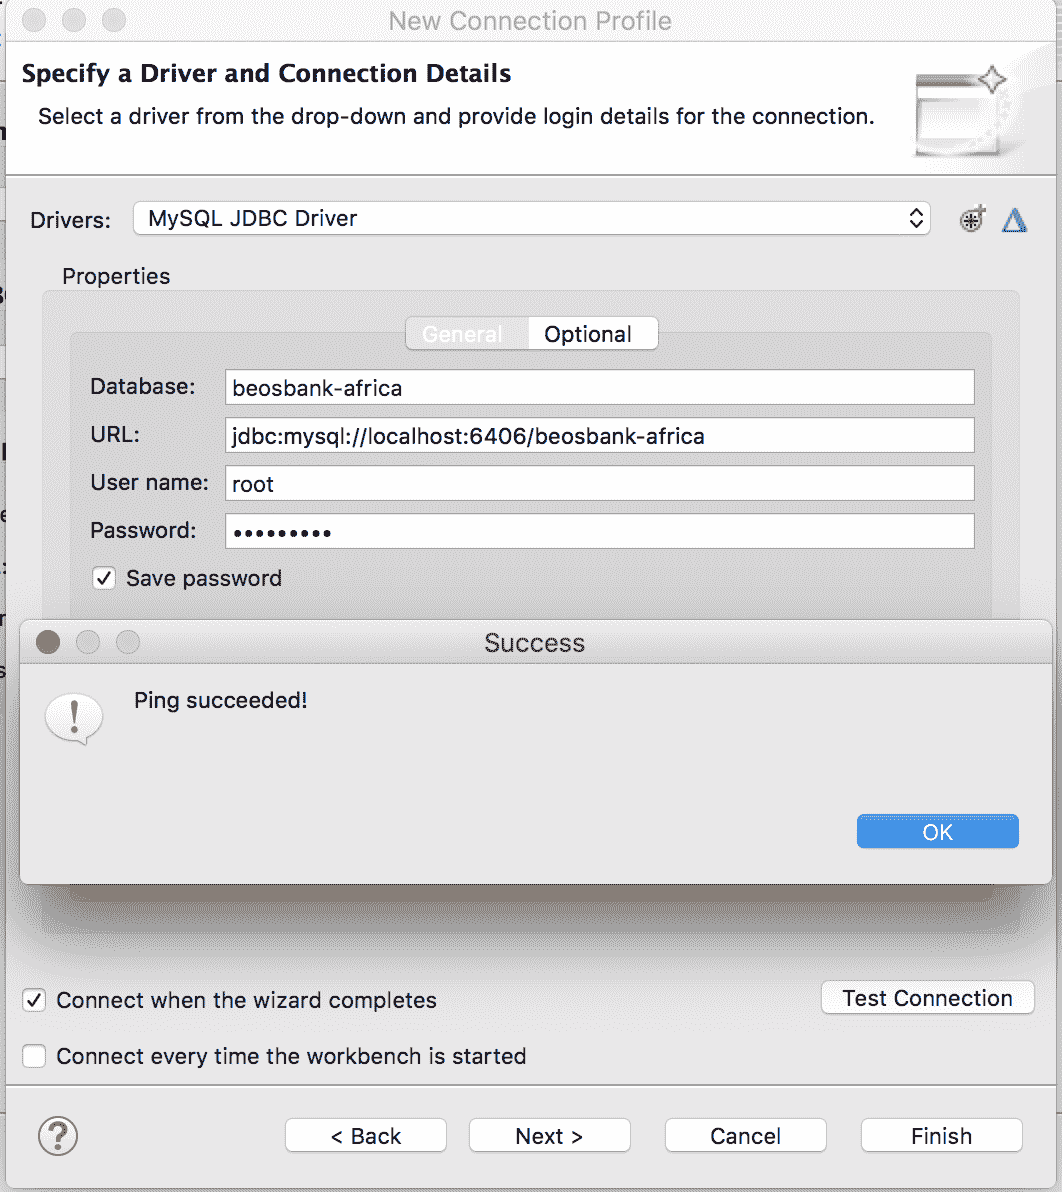 New Connection Profile
Specify a Driver and Connection Details
Select a driver from the drop-down and provide login details for the connection.
Drivers: MySQL JDBC Driver
Properties
General Optional
Database: beosbank-africa
URL: jdbc:mysql://localhost:6406/beosbank-africa
User name: root
Password: •••••••••
Save password
Success
Ping succeeded!
OK
Connect when the wizard completes Test Connection
Connect every time the workbench is started
? < Back Next > Cancel Finish